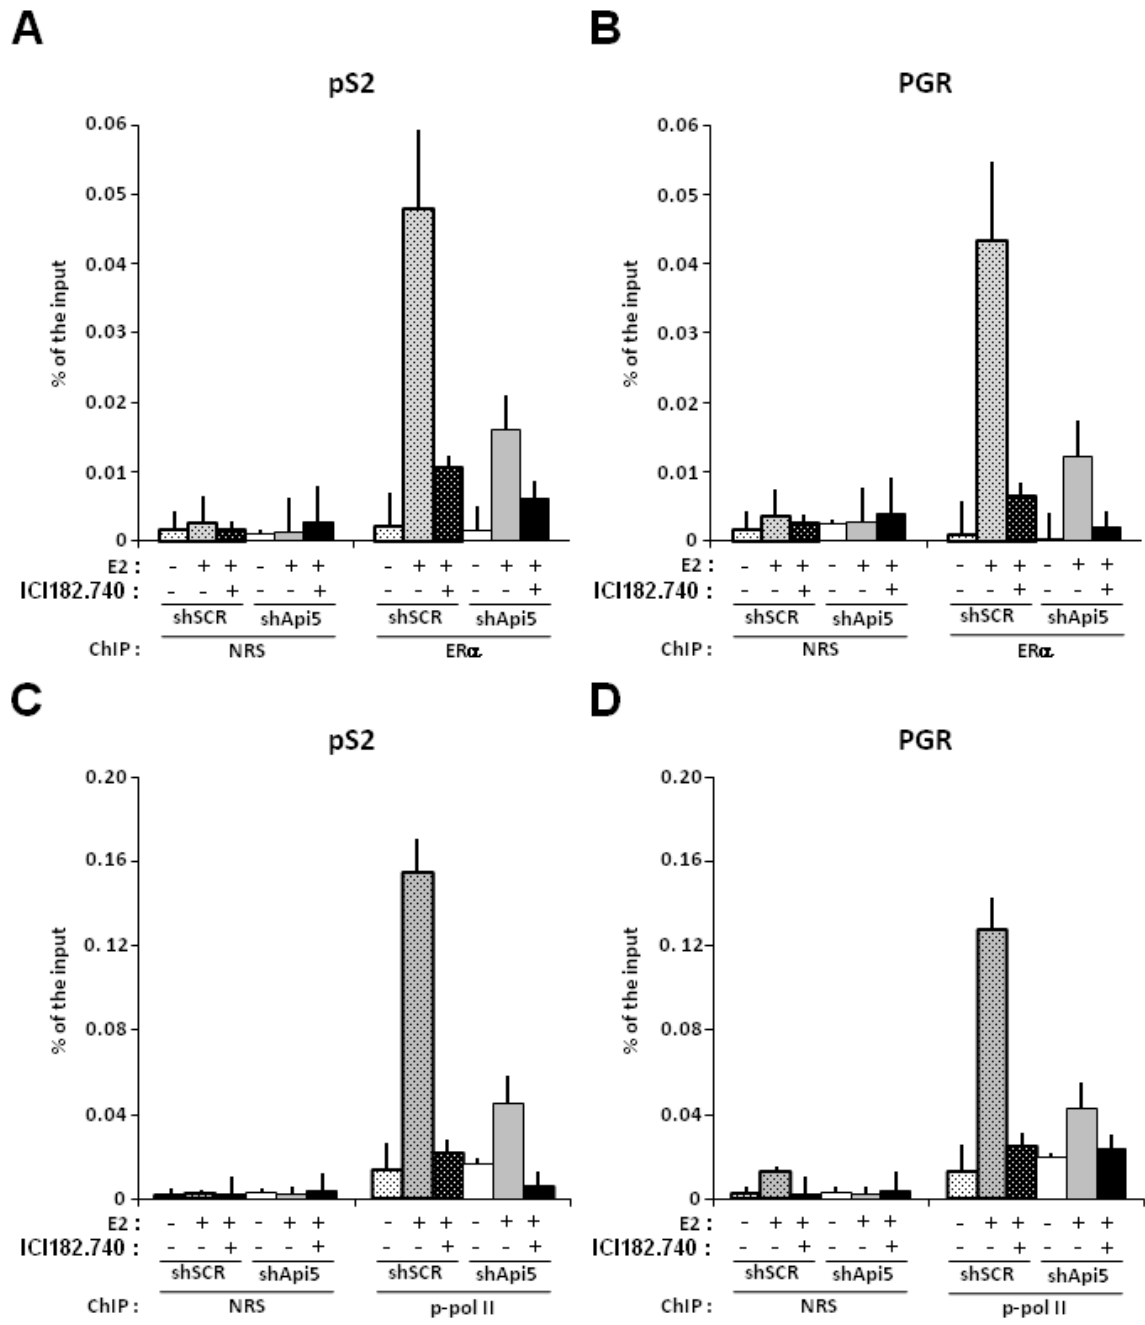 A
B
pS2
PGR
% of the input
0.06
0.05
0.04
0.03
0.02
0.01
0
% of the input
0.06
0.05
0.04
0.03
0.02
0.01
0
E2 : - + + - + + - + + - + +
ICI182.740 : - - + - - + - - + - - +
shSCR shApi5 shSCR shApi5
ChIP : NRS ERα
E2 : - + + - + + - + + - + +
ICI182.740 : - - + - - + - - + - - +
shSCR shApi5 shSCR shApi5
ChIP : NRS ERα
C
D
pS2
PGR
% of the input
0.20
0.16
0.12
0.08
0.04
0
% of the input
0.20
0.16
0.12
0.08
0.04
0
E2 : - + + - + + - + + - + +
ICI182.740 : - - + - - + - - + - - +
shSCR shApi5 shSCR shApi5
ChIP : NRS p-pol II
E2 : - + + - + + - + + - + +
ICI182.740 : - - + - - + - - + - - +
shSCR shApi5 shSCR shApi5
ChIP : NRS p-pol II